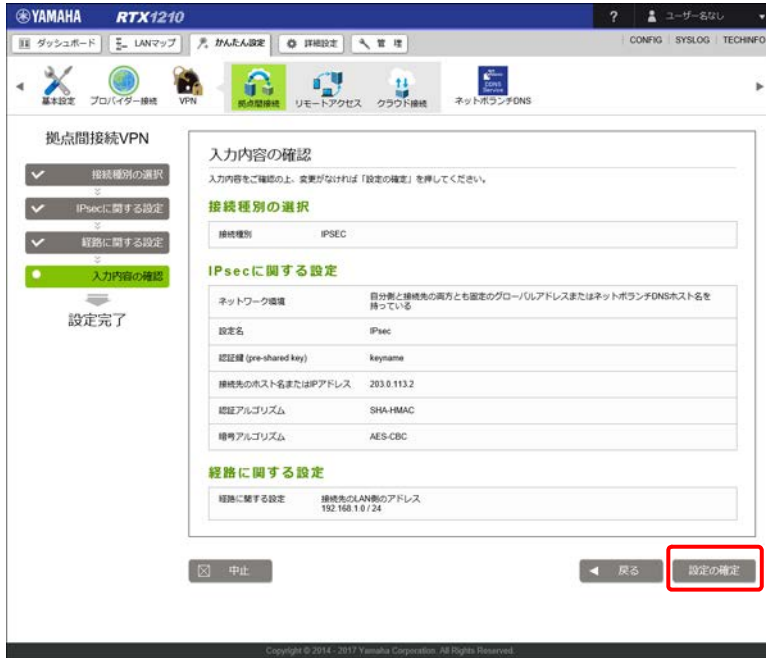 YAMAHA RTX1210 ? ユーザー名なし
ダッシュボード LANマップ かんたん設定 詳細設定 管理 CONFIG SYSLOG TECHINFO
基本設定 プロバイダー接続 VPN 拠点間接続 リモートアクセス クラウド接続 ネットボランチDNS
拠点間接続VPN
接続種別の選択
IPsecに関する設定
経路に関する設定
入力内容の確認
設定完了
入力内容の確認
入力内容をご確認の上、変更がなければ「設定の確定」を押してください。
接続種別の選択
接続種別 IPSEC
IPsecに関する設定
ネットワーク環境 自分側と接続先の両方とも固定のグローバルアドレスまたはネットボランチDNSホスト名を
持っている
設定名 IPsec
認証鍵 (pre-shared key) keyname
接続先のホスト名またはIPアドレス 203.0.113.2
認証アルゴリズム SHA-HMAC
暗号アルゴリズム AES-CBC
経路に関する設定
経路に関する設定 接続先のLAN側のアドレス
192.168.1.0 / 24
中止 戻る 設定の確定
Copyright © 2014 - 2017 Yamaha Corporation. All Rights Reserved.